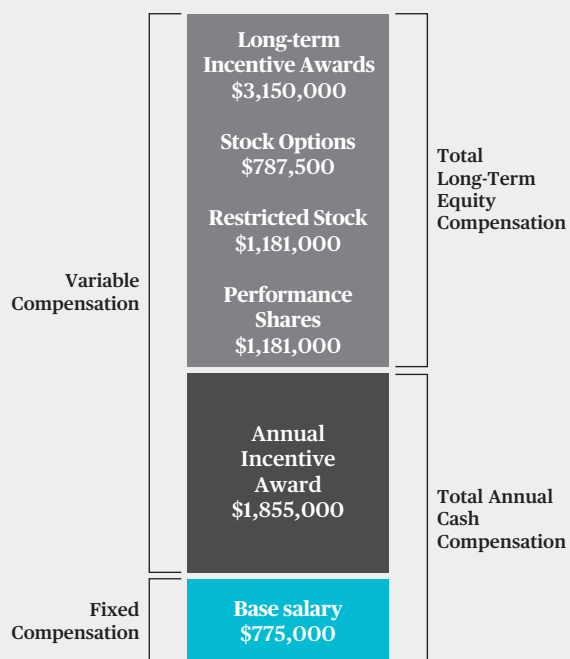 Long-term
Incentive Awards
$3,150,000
Stock Options
$787,500
Restricted Stock
$1,181,000
Performance
Shares
$1,181,000
Total
Long-Term
Equity
Compensation
Variable
Compensation
Annual
Incentive
Award
$1,855,000
Total Annual
Cash
Compensation
Fixed
Compensation
Base salary
$775,000